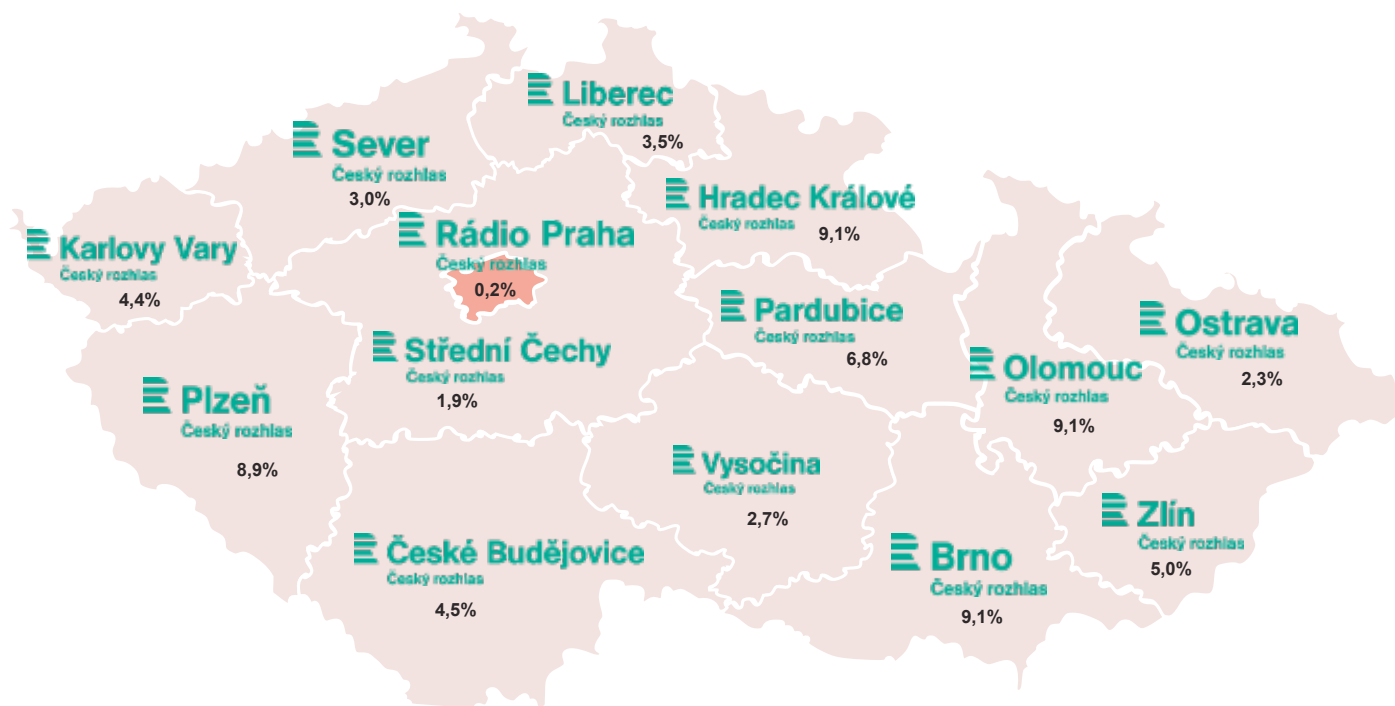 Liberec
Český rozhlas
3,5%
Sever
Český rozhlas
3,0%
Hradec Králové
Český rozhlas
9,1%
Rádio Praha
Český rozhlas
0,2%
Karlovy Vary
Český rozhlas
4,4%
Pardubice
Český rozhlas
6,8%
Ostrava
Český rozhlas
2,3%
Střední Čechy
Český rozhlas
1,9%
Olomouc
Český rozhlas
9,1%
Plzeň
Český rozhlas
8,9%
Vysočina
Český rozhlas
2,7%
Zlín
Český rozhlas
5,0%
České Budějovice
Český rozhlas
4,5%
Brno
Český rozhlas
9,1%